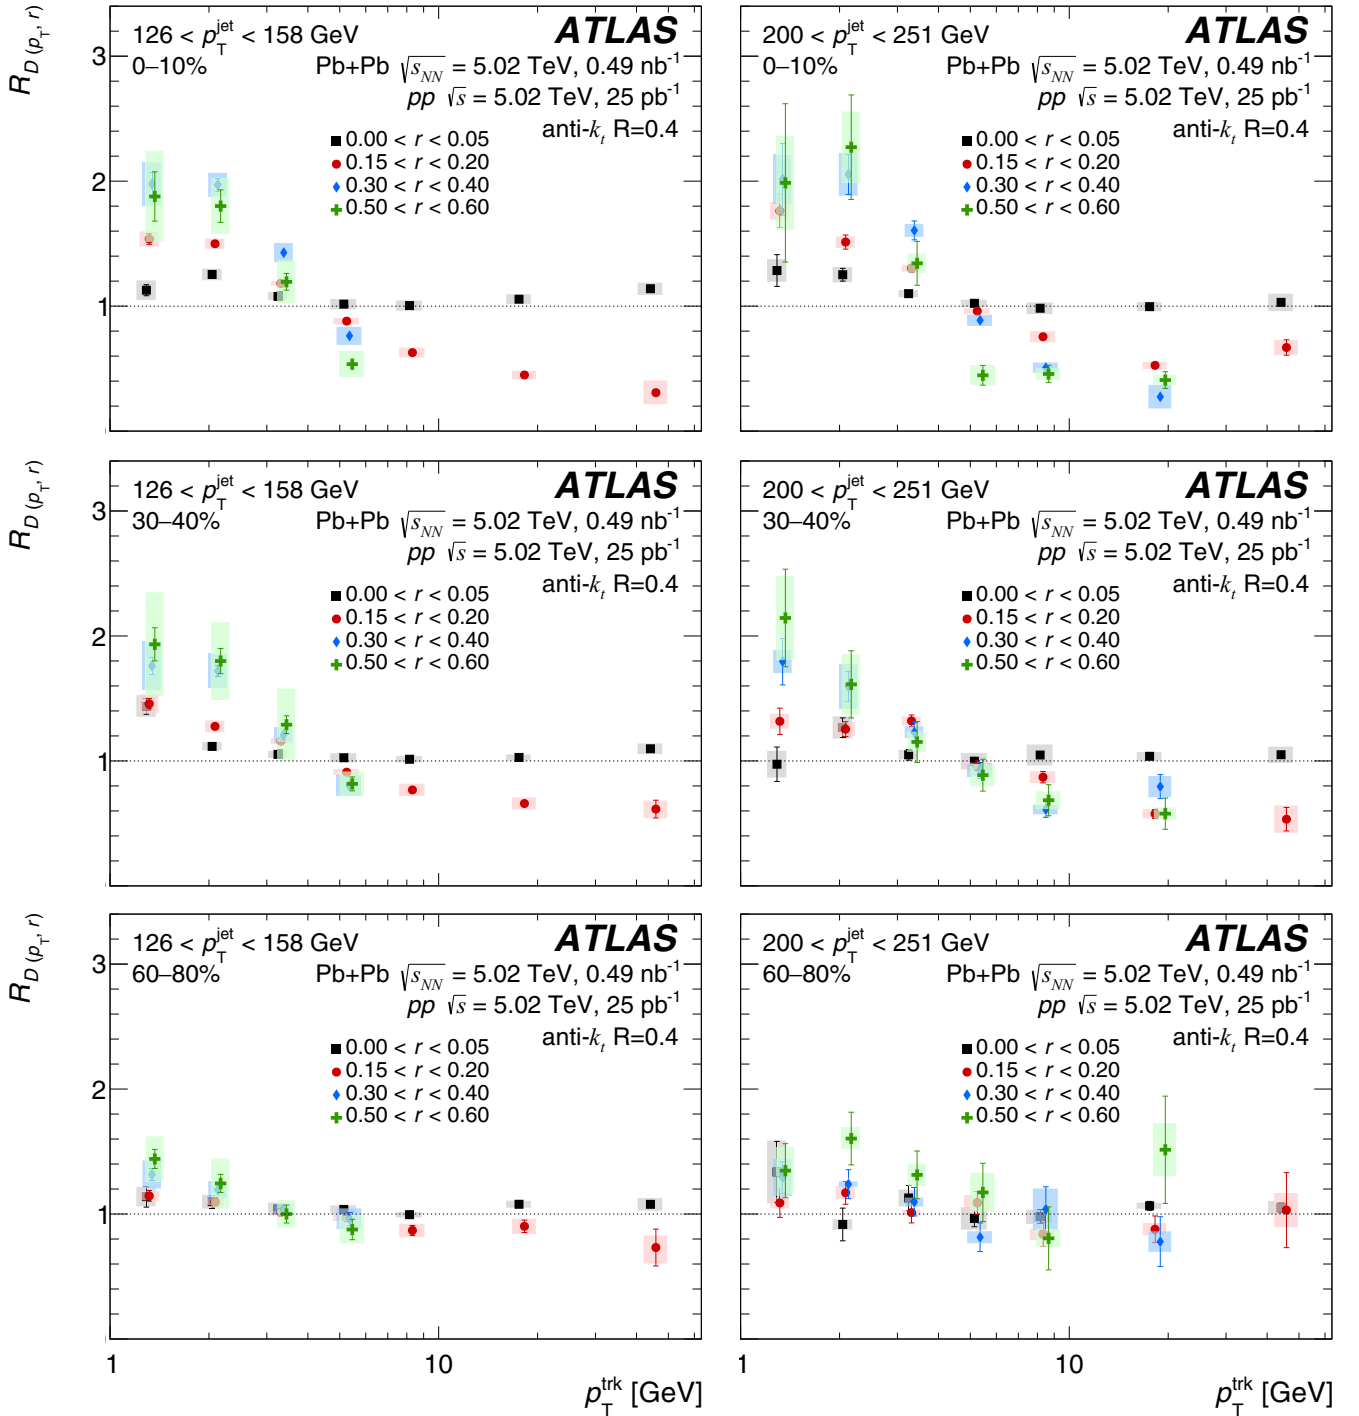 R_D (p_T, r)
126 < p_T^jet < 158 GeV ATLAS
0–10% Pb+Pb √s_NN = 5.02 TeV, 0.49 nb⁻¹
pp √s = 5.02 TeV, 25 pb⁻¹
anti-k_t R=0.4
0.00 < r < 0.05
0.15 < r < 0.20
0.30 < r < 0.40
0.50 < r < 0.60
3
2
1
200 < p_T^jet < 251 GeV ATLAS
0–10% Pb+Pb √s_NN = 5.02 TeV, 0.49 nb⁻¹
pp √s = 5.02 TeV, 25 pb⁻¹
anti-k_t R=0.4
0.00 < r < 0.05
0.15 < r < 0.20
0.30 < r < 0.40
0.50 < r < 0.60
R_D (p_T, r)
126 < p_T^jet < 158 GeV ATLAS
30–40% Pb+Pb √s_NN = 5.02 TeV, 0.49 nb⁻¹
pp √s = 5.02 TeV, 25 pb⁻¹
anti-k_t R=0.4
0.00 < r < 0.05
0.15 < r < 0.20
0.30 < r < 0.40
0.50 < r < 0.60
3
2
1
200 < p_T^jet < 251 GeV ATLAS
30–40% Pb+Pb √s_NN = 5.02 TeV, 0.49 nb⁻¹
pp √s = 5.02 TeV, 25 pb⁻¹
anti-k_t R=0.4
0.00 < r < 0.05
0.15 < r < 0.20
0.30 < r < 0.40
0.50 < r < 0.60
R_D (p_T, r)
126 < p_T^jet < 158 GeV ATLAS
60–80% Pb+Pb √s_NN = 5.02 TeV, 0.49 nb⁻¹
pp √s = 5.02 TeV, 25 pb⁻¹
anti-k_t R=0.4
0.00 < r < 0.05
0.15 < r < 0.20
0.30 < r < 0.40
0.50 < r < 0.60
3
2
1
1 10
p_T^trk [GeV]
200 < p_T^jet < 251 GeV ATLAS
60–80% Pb+Pb √s_NN = 5.02 TeV, 0.49 nb⁻¹
pp √s = 5.02 TeV, 25 pb⁻¹
anti-k_t R=0.4
0.00 < r < 0.05
0.15 < r < 0.20
0.30 < r < 0.40
0.50 < r < 0.60
1 10
p_T^trk [GeV]